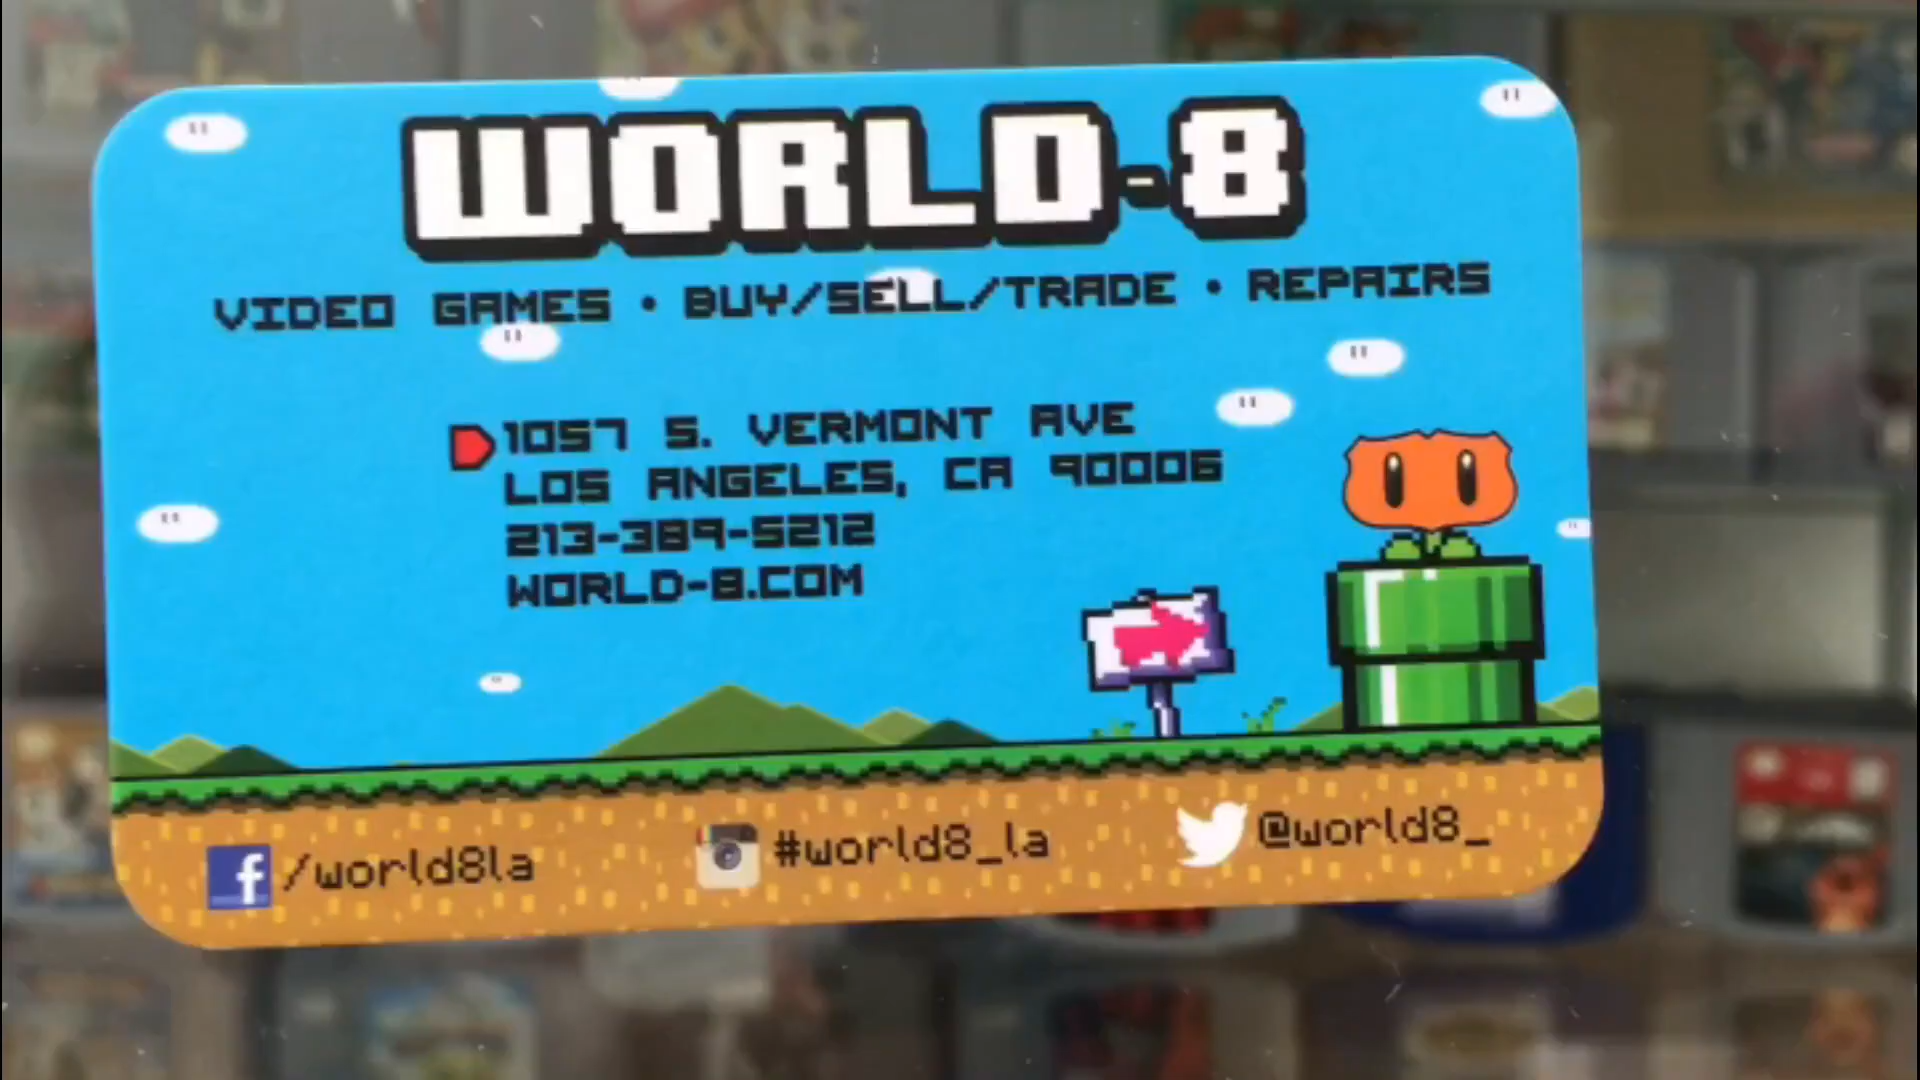 WORLD-8
VIDEO GAMES • BUY/SELL/TRADE • REPAIRS
1057 S. VERMONT AVE
LOS ANGELES, CA 90006
213-389-5212
WORLD-8.COM
f /world8la
#world8_la
@world8_